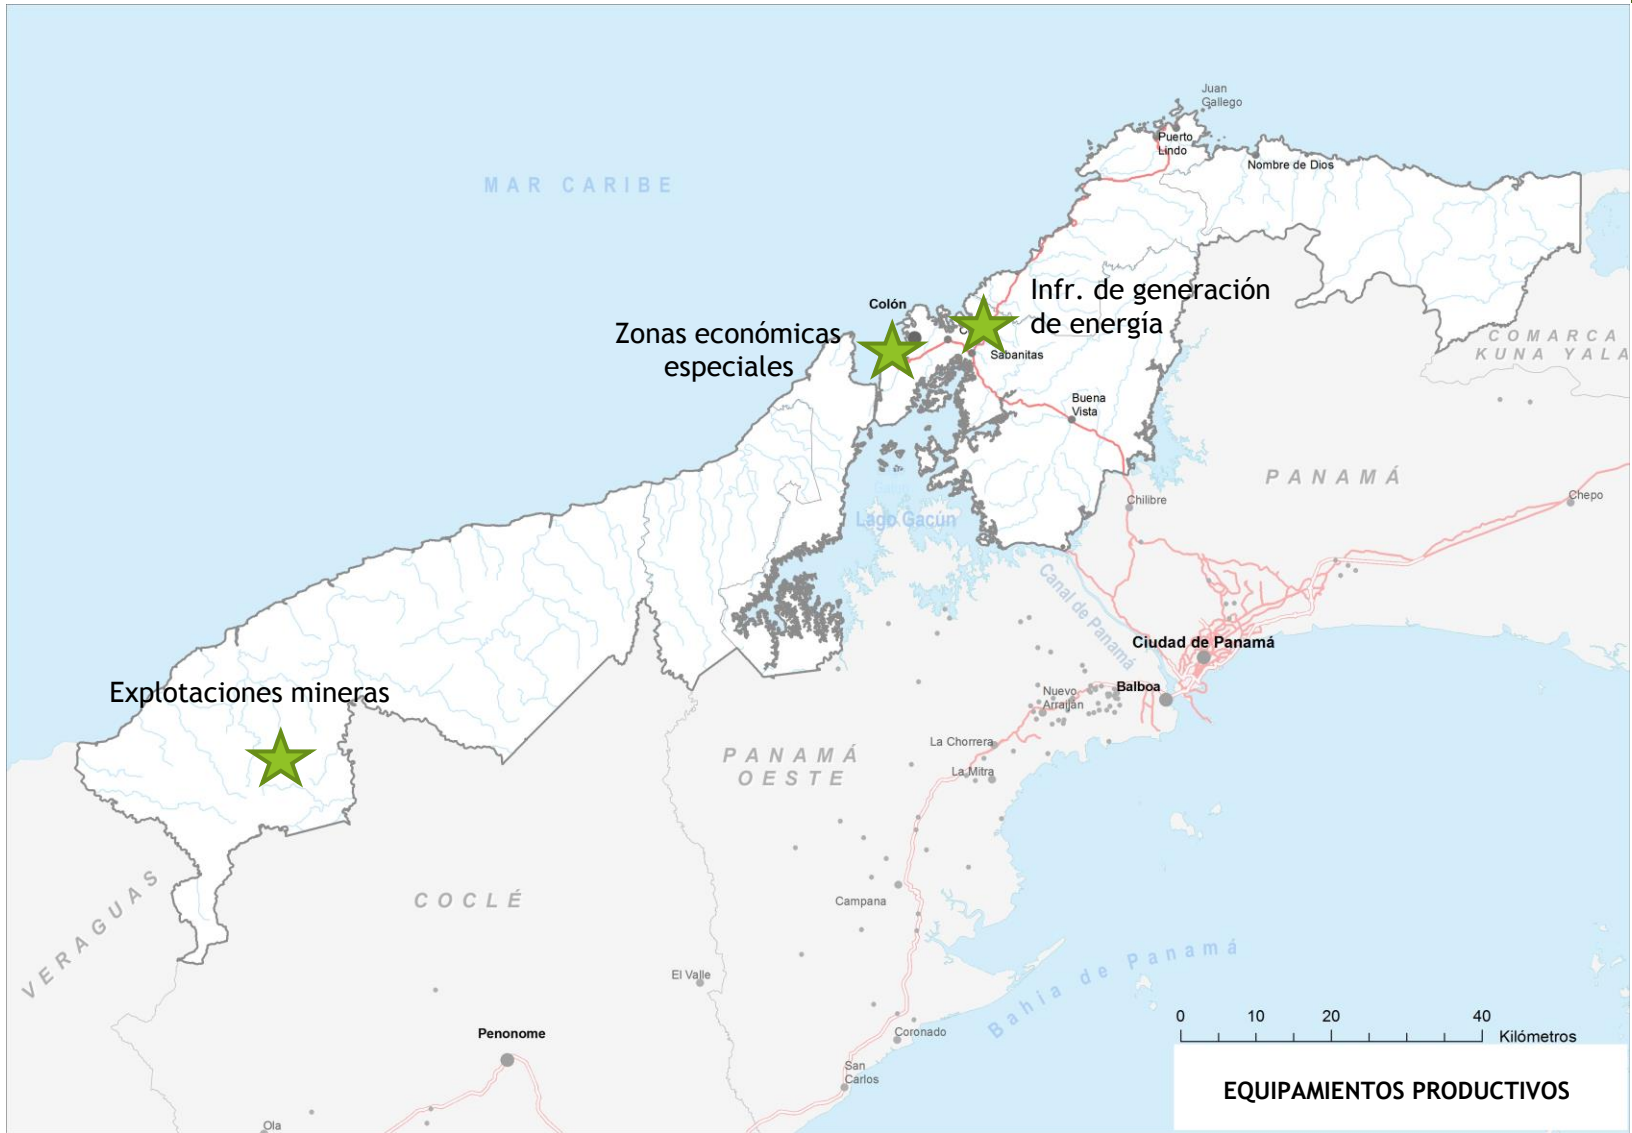 Juan
Gallego
Puerto
Lindo
Nombre de Dios
MAR CARIBE
Infr. de generación
de energía
Colón
Zonas económicas
especiales
C
Sabanitas
COMARCA
KUNA YALA
Buena
Vista
PANAMÁ
Chepo
Chilibre
Lago Gacún
Canal de Panamá
Ciudad de Panamá
Balboa
Nuevo
Arraijan
Explotaciones mineras
La Chorrera
PANAMÁ
OESTE
La Mitra
VERAGUAS
COCLÉ
Campana
Bahia de Panamá
El Valle
Penonome
Coronado
San
Carlos
Ola
0 10 20 40
Kilómetros
EQUIPAMIENTOS PRODUCTIVOS